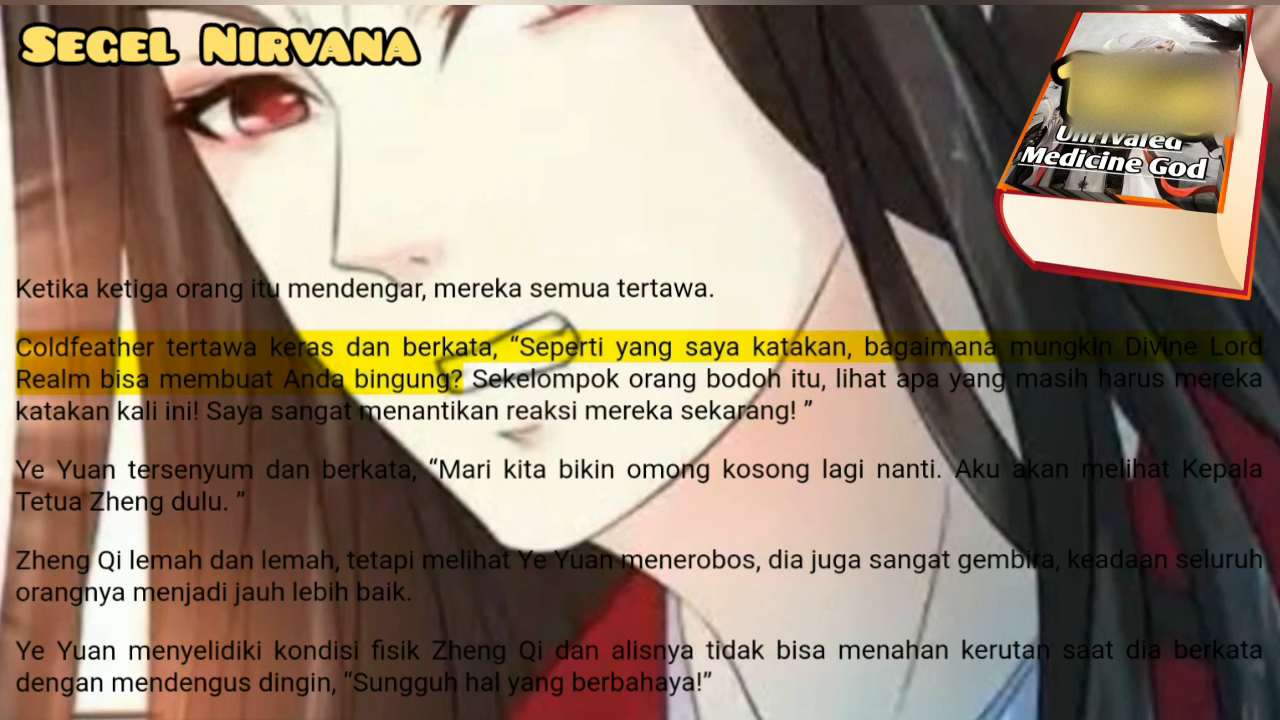 Segel Nirvana
Unrivaled
Medicine God
Ketika ketiga orang itu mendengar, mereka semua tertawa.
Coldfeather tertawa keras dan berkata, “Seperti yang saya katakan, bagaimana mungkin Divine Lord
Realm bisa membuat Anda bingung? Sekelompok orang bodoh itu, lihat apa yang masih harus mereka
katakan kali ini! Saya sangat menantikan reaksi mereka sekarang! ”
Ye Yuan tersenyum dan berkata, “Mari kita bikin omong kosong lagi nanti. Aku akan melihat Kepala
Tetua Zheng dulu. ”
Zheng Qi lemah dan lemah, tetapi melihat Ye Yuan menerobos, dia juga sangat gembira, keadaan seluruh
orangnya menjadi jauh lebih baik.
Ye Yuan menyelidiki kondisi fisik Zheng Qi dan alisnya tidak bisa menahan kerutan saat dia berkata
dengan mendengus dingin, “Sungguh hal yang berbahaya!”